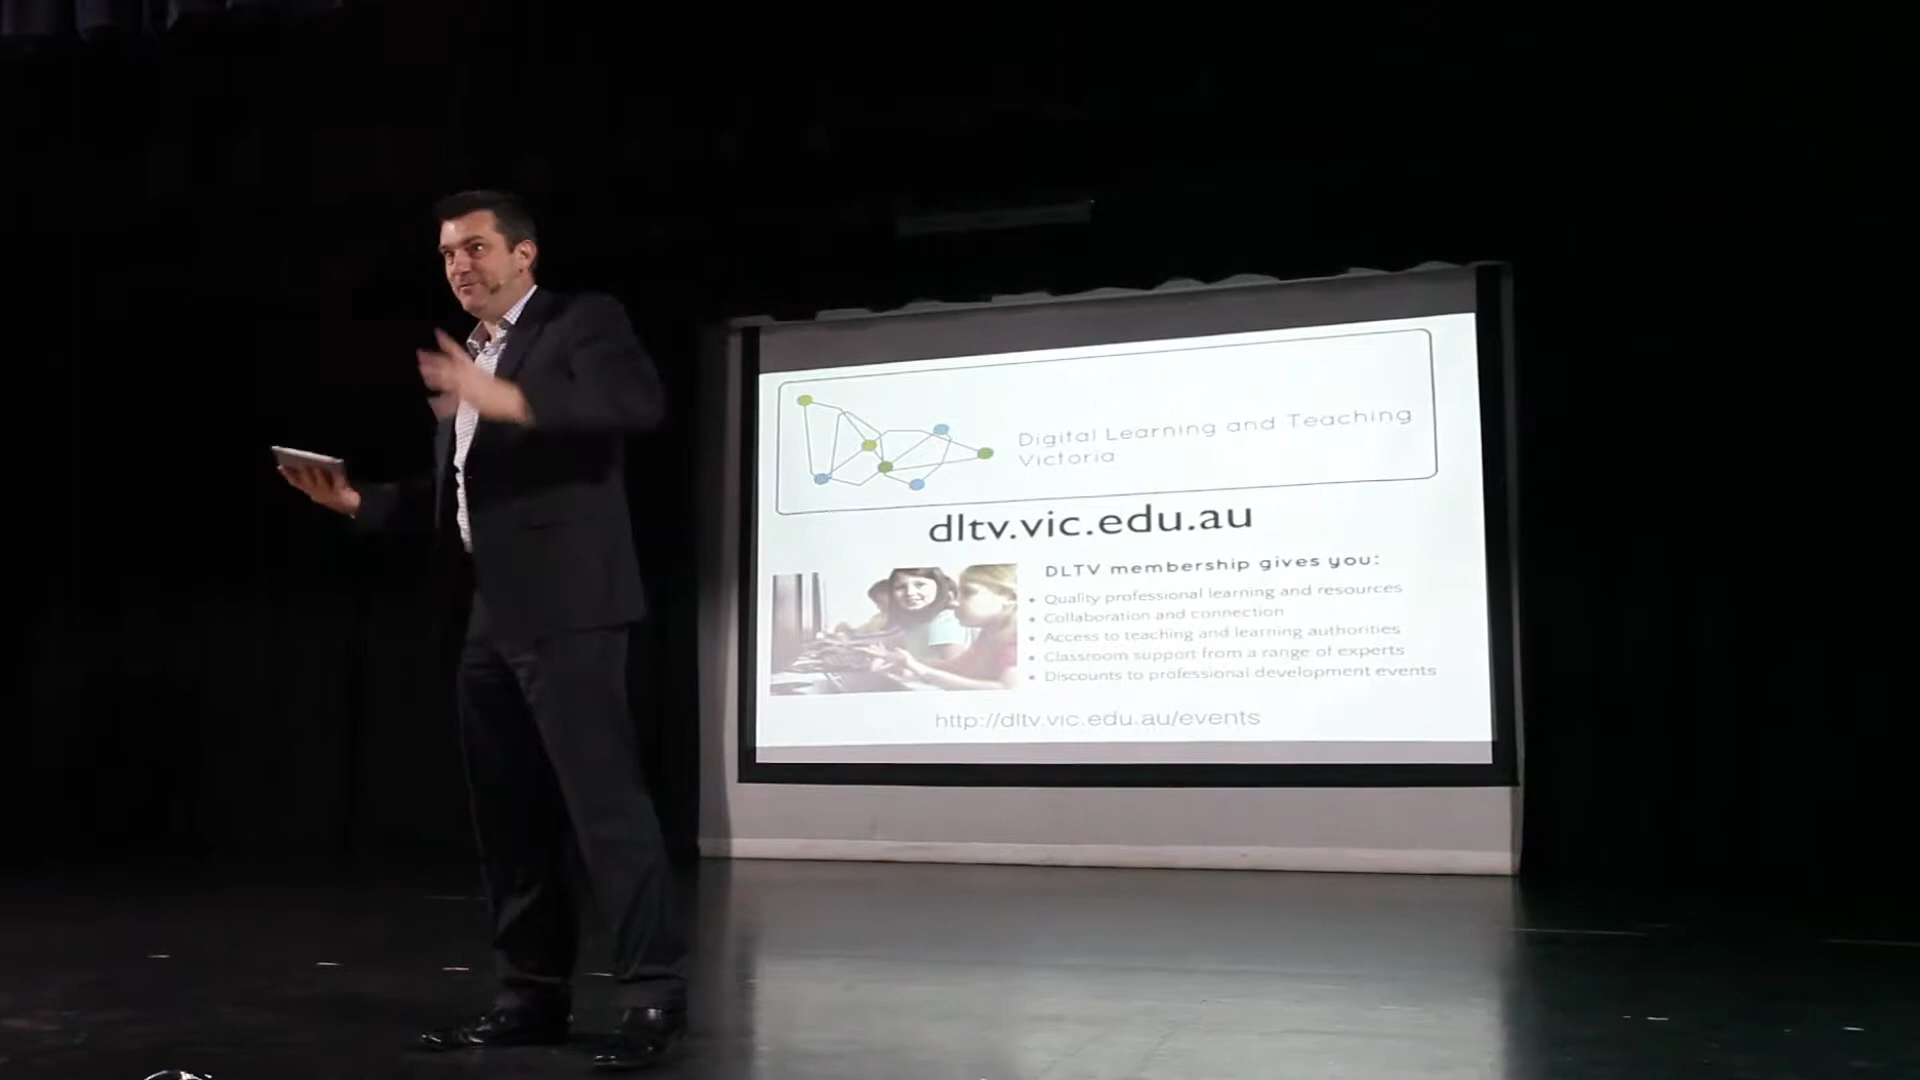 Digital Learning and Teaching
Victoria
dltv.vic.edu.au
DLTV membership gives you:
• Quality professional learning and resources
• Collaboration and connection
• Access to teaching and learning authorities
• Classroom support from a range of experts
• Discounts to professional development events
http://dltv.vic.edu.au/events